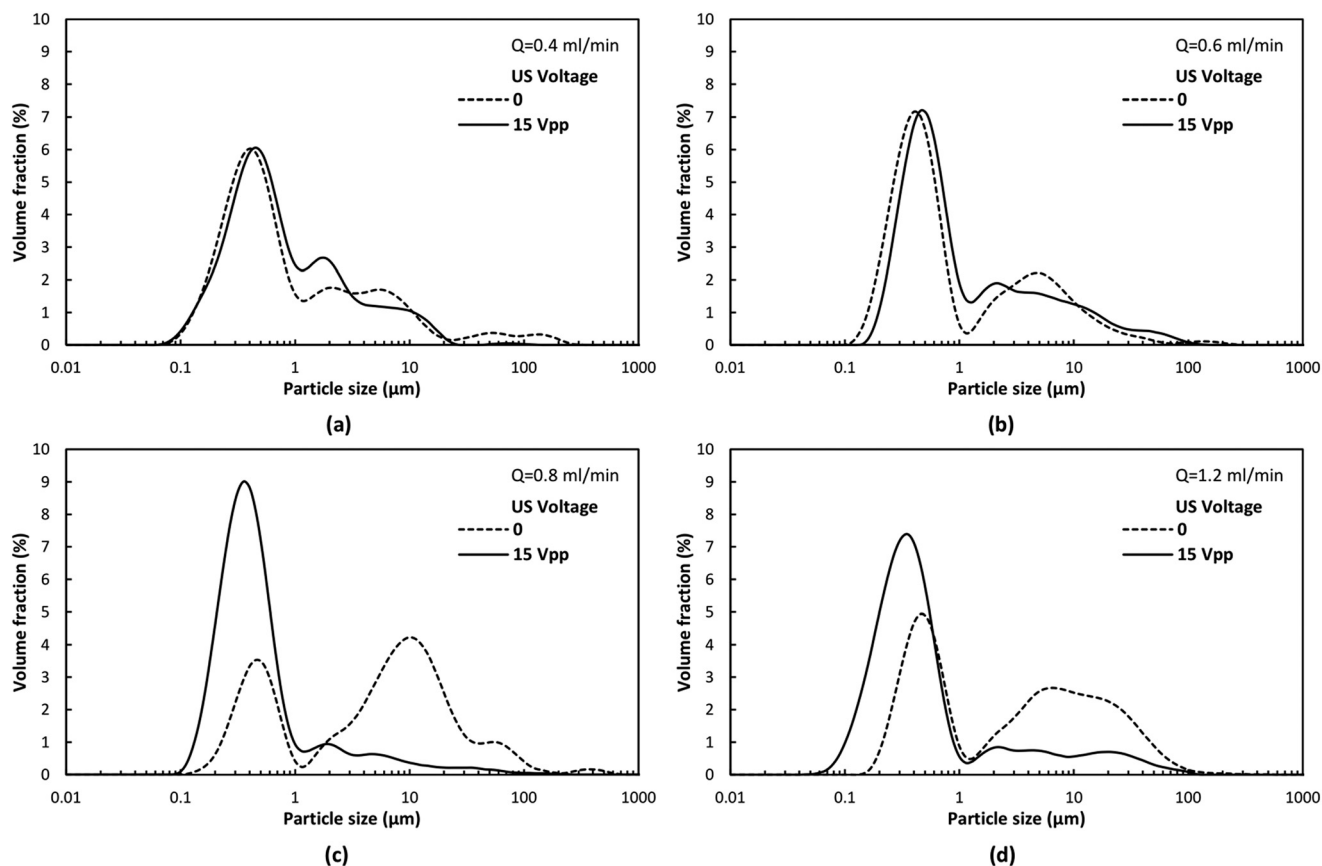 10
9
8
7
6
5
4
3
2
1
0
Volume fraction (%)
Q=0.4 ml/min
US Voltage
0
15 Vpp
0.01 0.1 1 10 100 1000
Particle size (µm)
(a)
10
9
8
7
6
5
4
3
2
1
0
Volume fraction (%)
Q=0.6 ml/min
US Voltage
0
15 Vpp
0.01 0.1 1 10 100 1000
Particle size (µm)
(b)
10
9
8
7
6
5
4
3
2
1
0
Volume fraction (%)
Q=0.8 ml/min
US Voltage
0
15 Vpp
0.01 0.1 1 10 100 1000
Particle size (µm)
(c)
10
9
8
7
6
5
4
3
2
1
0
Volume fraction (%)
Q=1.2 ml/min
US Voltage
0
15 Vpp
0.01 0.1 1 10 100 1000
Particle size (µm)
(d)